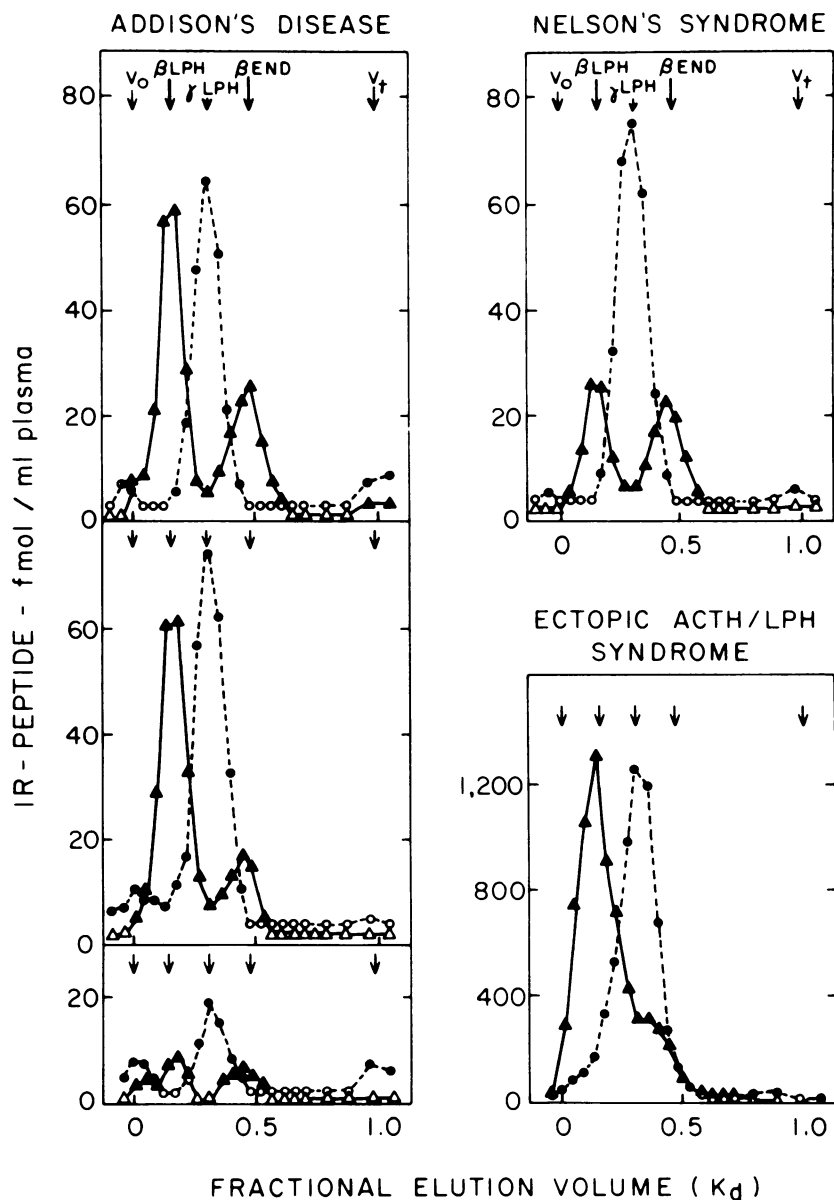 ADDISON'S DISEASE
NELSON'S SYNDROME
Vo βLPH γLPH βEND Vt
80
60
40
20
0
Vo βLPH γLPH βEND Vt
80
60
40
20
0
0 0.5 1.0
60
40
20
0
ECTOPIC ACTH/LPH
SYNDROME
1,200
800
400
0
20
0
0 0.5 1.0
0 0.5 1.0
IR-PEPTIDE - fmol / ml plasma
FRACTIONAL ELUTION VOLUME (Kd)